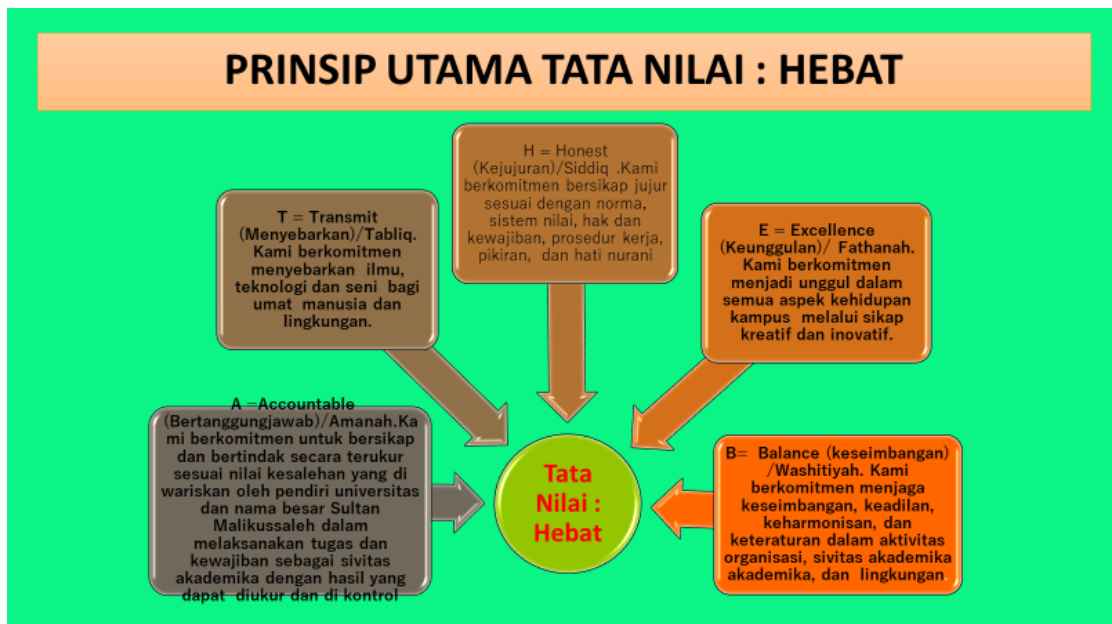 PRINSIP UTAMA TATA NILAI : HEBAT
H = Honest
(Kejujuran)/Siddiq .Kami
berkomitmen bersikap jujur
sesuai dengan norma,
sistem nilai, hak dan
kewajiban, prosedur kerja,
pikiran, dan hati nurani
T = Transmit
(Menyebarkan)/Tabliq.
Kami berkomitmen
menyebarkan ilmu,
teknologi dan seni bagi
umat manusia dan
lingkungan.
E = Excellence
(Keunggulan)/ Fathanah.
Kami berkomitmen
menjadi unggul dalam
semua aspek kehidupan
kampus melalui sikap
kreatif dan inovatif.
A =Accountable
(Bertanggungjawab)/Amanah.Ka
mi berkomitmen untuk bersikap
dan bertindak secara terukur
sesuai nilai kesalehan yang di
wariskan oleh pendiri universitas
dan nama besar Sultan
Malikussaleh dalam
melaksanakan tugas dan
kewajiban sebagai sivitas
akademika dengan hasil yang
dapat diukur dan di kontrol
Tata
Nilai :
Hebat
B= Balance (keseimbangan)
/Washitiyah. Kami
berkomitmen menjaga
keseimbangan, keadilan,
keharmonisan, dan
keteraturan dalam aktivitas
organisasi, sivitas akademika
akademika, dan lingkungan.